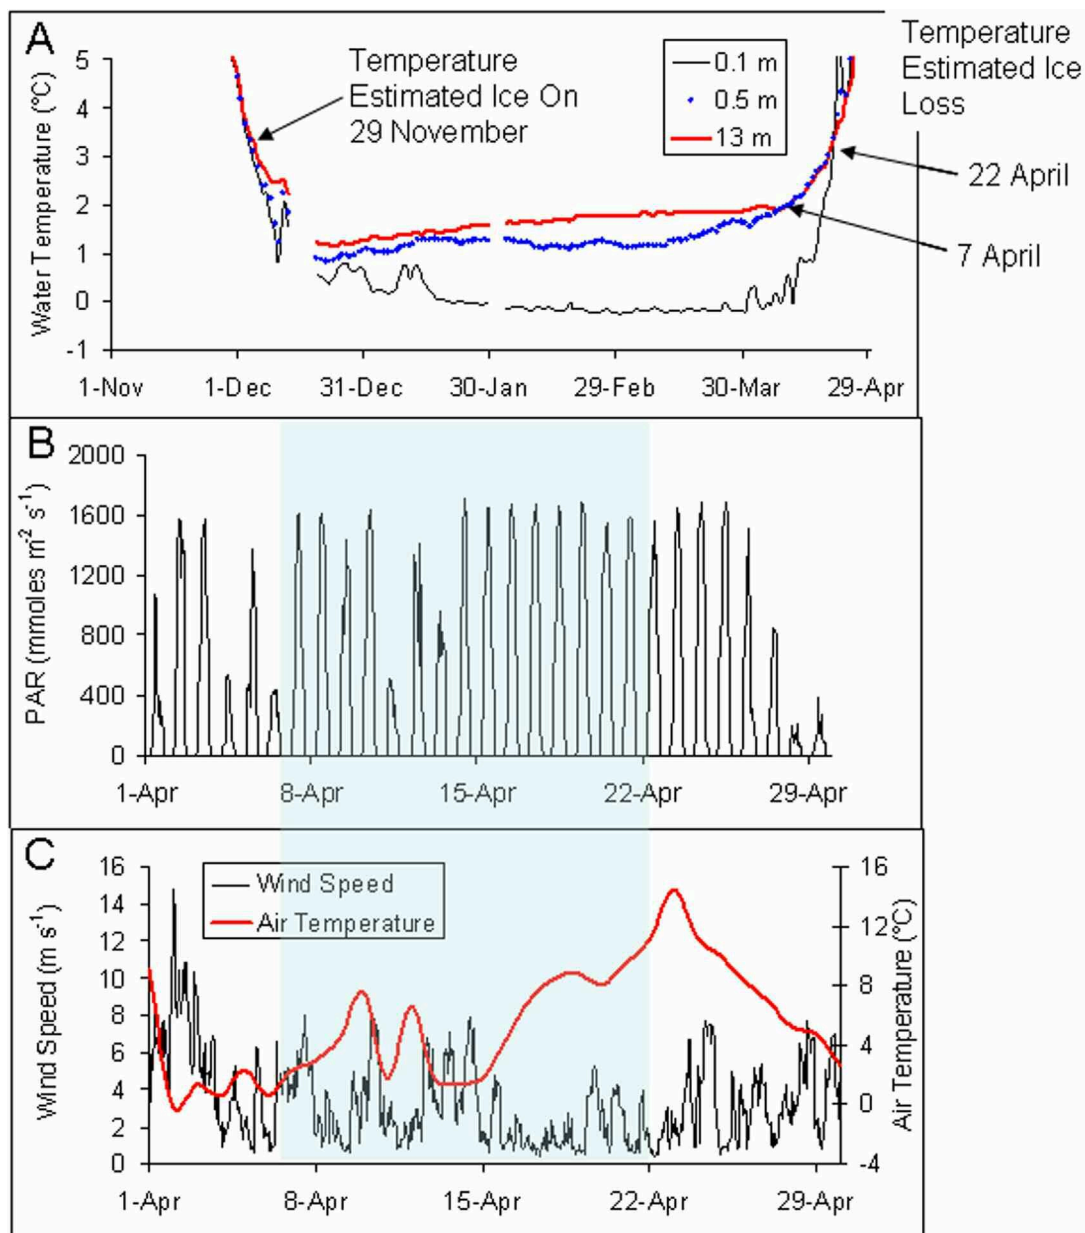 A
Temperature
Estimated Ice On
29 November
0.1 m
0.5 m
13 m
Temperature
Estimated Ice
Loss
22 April
7 April
Water Temperature (°C)
5
4
3
2
1
0
-1
1-Nov 1-Dec 31-Dec 30-Jan 29-Feb 30-Mar 29-Apr
B
PAR (mmoles m-2 s-1)
2000
1600
1200
800
400
0
1-Apr 8-Apr 15-Apr 22-Apr 29-Apr
C
Wind Speed
Air Temperature
Wind Speed (m s-1)
16
14
12
10
8
6
4
2
0
16
12
8
4
0
-4
Air Temperature (°C)
1-Apr 8-Apr 15-Apr 22-Apr 29-Apr